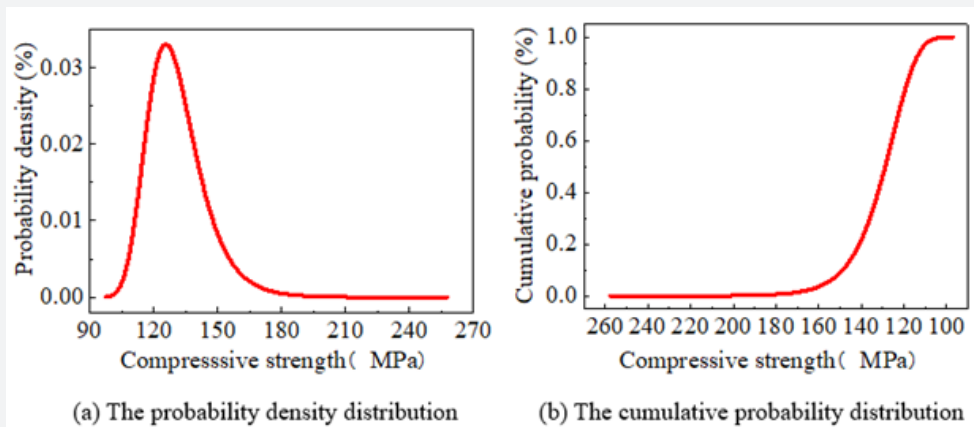 Probability density (%)
0.03
0.02
0.01
0.00
90 120 150 180 210 240 270
Compresssive strength( MPa)
(a) The probability density distribution
Cumulative probability (%)
1.0
0.8
0.6
0.4
0.2
0.0
260 240 220 200 180 160 140 120 100
Compressive strength( MPa)
(b) The cumulative probability distribution